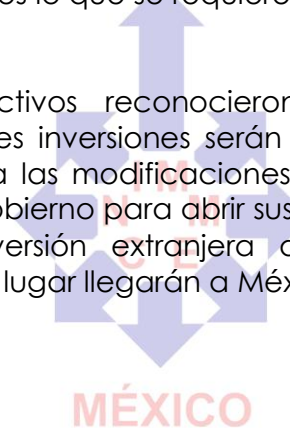 os lo que se requiere
ctivos reconocieron
es inversiones serán
a las modificaciones
obierno para abrir sus
versión extranjera
lugar llegarán a Méx
I M
N M
C E
MÉXICO